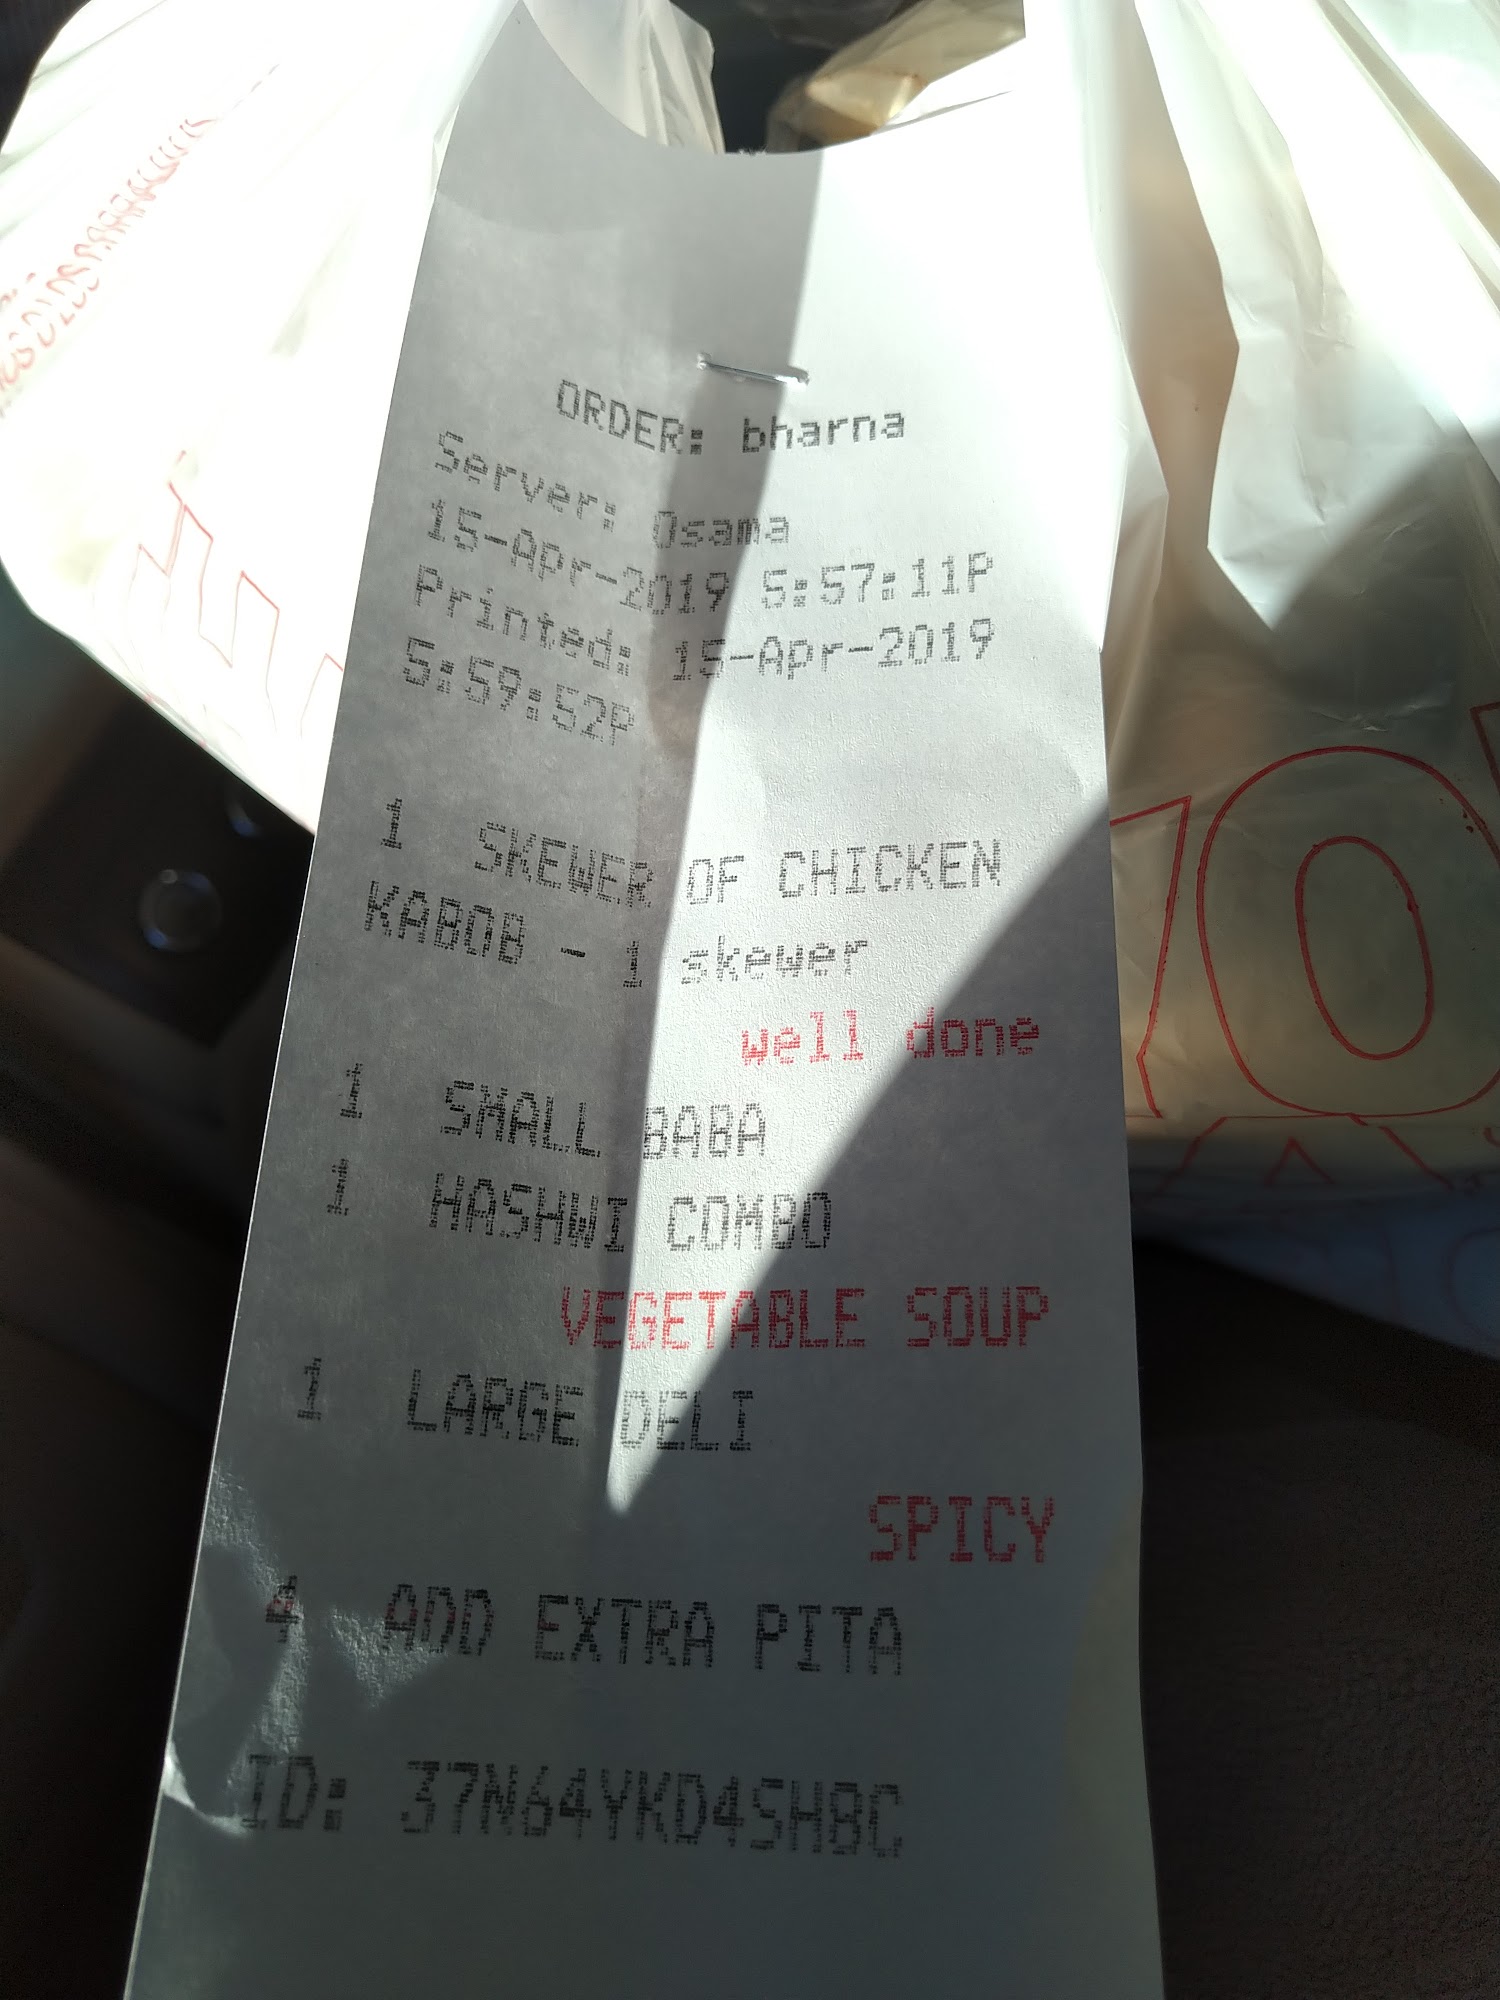 ORDER: bharna
Server: Osama
15-Apr-2019 5:57:11P
Printed: 15-Apr-2019
5:59:52P
1 SKEWER OF CHICKEN
KABOB - 1 skewer
well done
1 SMALL BABA
1 HASHWI COMBO
VEGETABLE SOUP
1 LARGE DELI
SPICY
4 ADD EXTRA PITA
ID: 37N64YKD4SH8C